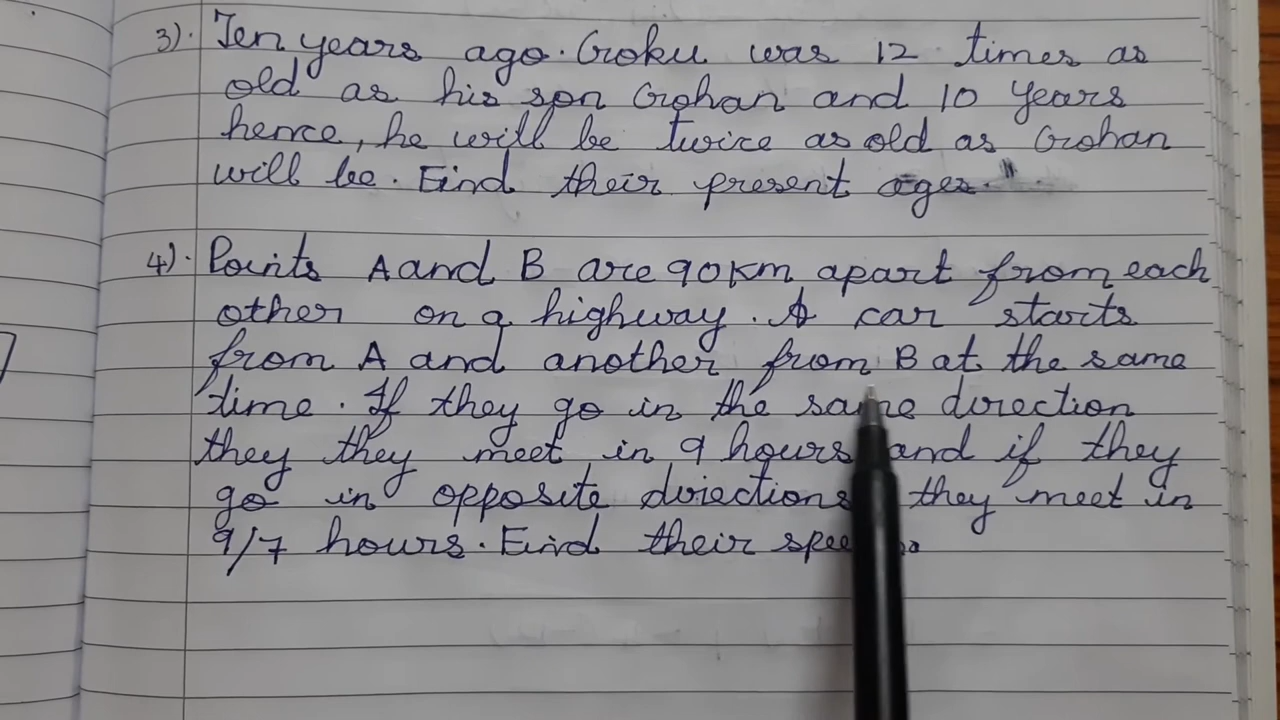 3). Ten years ago. Goku was 12 times as
old as his son Gohan and 10 years
hence, he will be twice as old as Gohan
will be. Find their present ages.
4). Points A and B are 90 km apart from each
other on a highway. A car starts
from A and another from B at the same
time. If they go in the same direction
they they meet in 9 hours and if they
go in opposite directions they meet in
9/7 hours. Find their